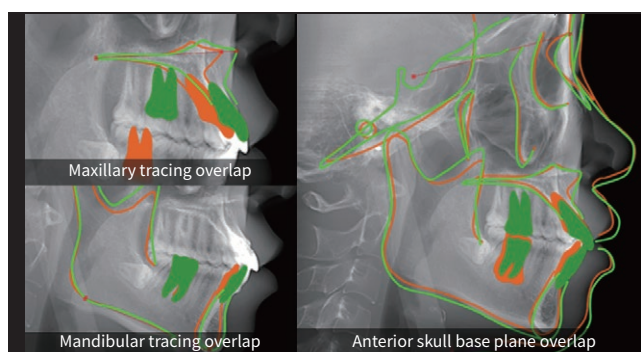 Maxillary tracing overlap
Mandibular tracing overlap
Anterior skull base plane overlap